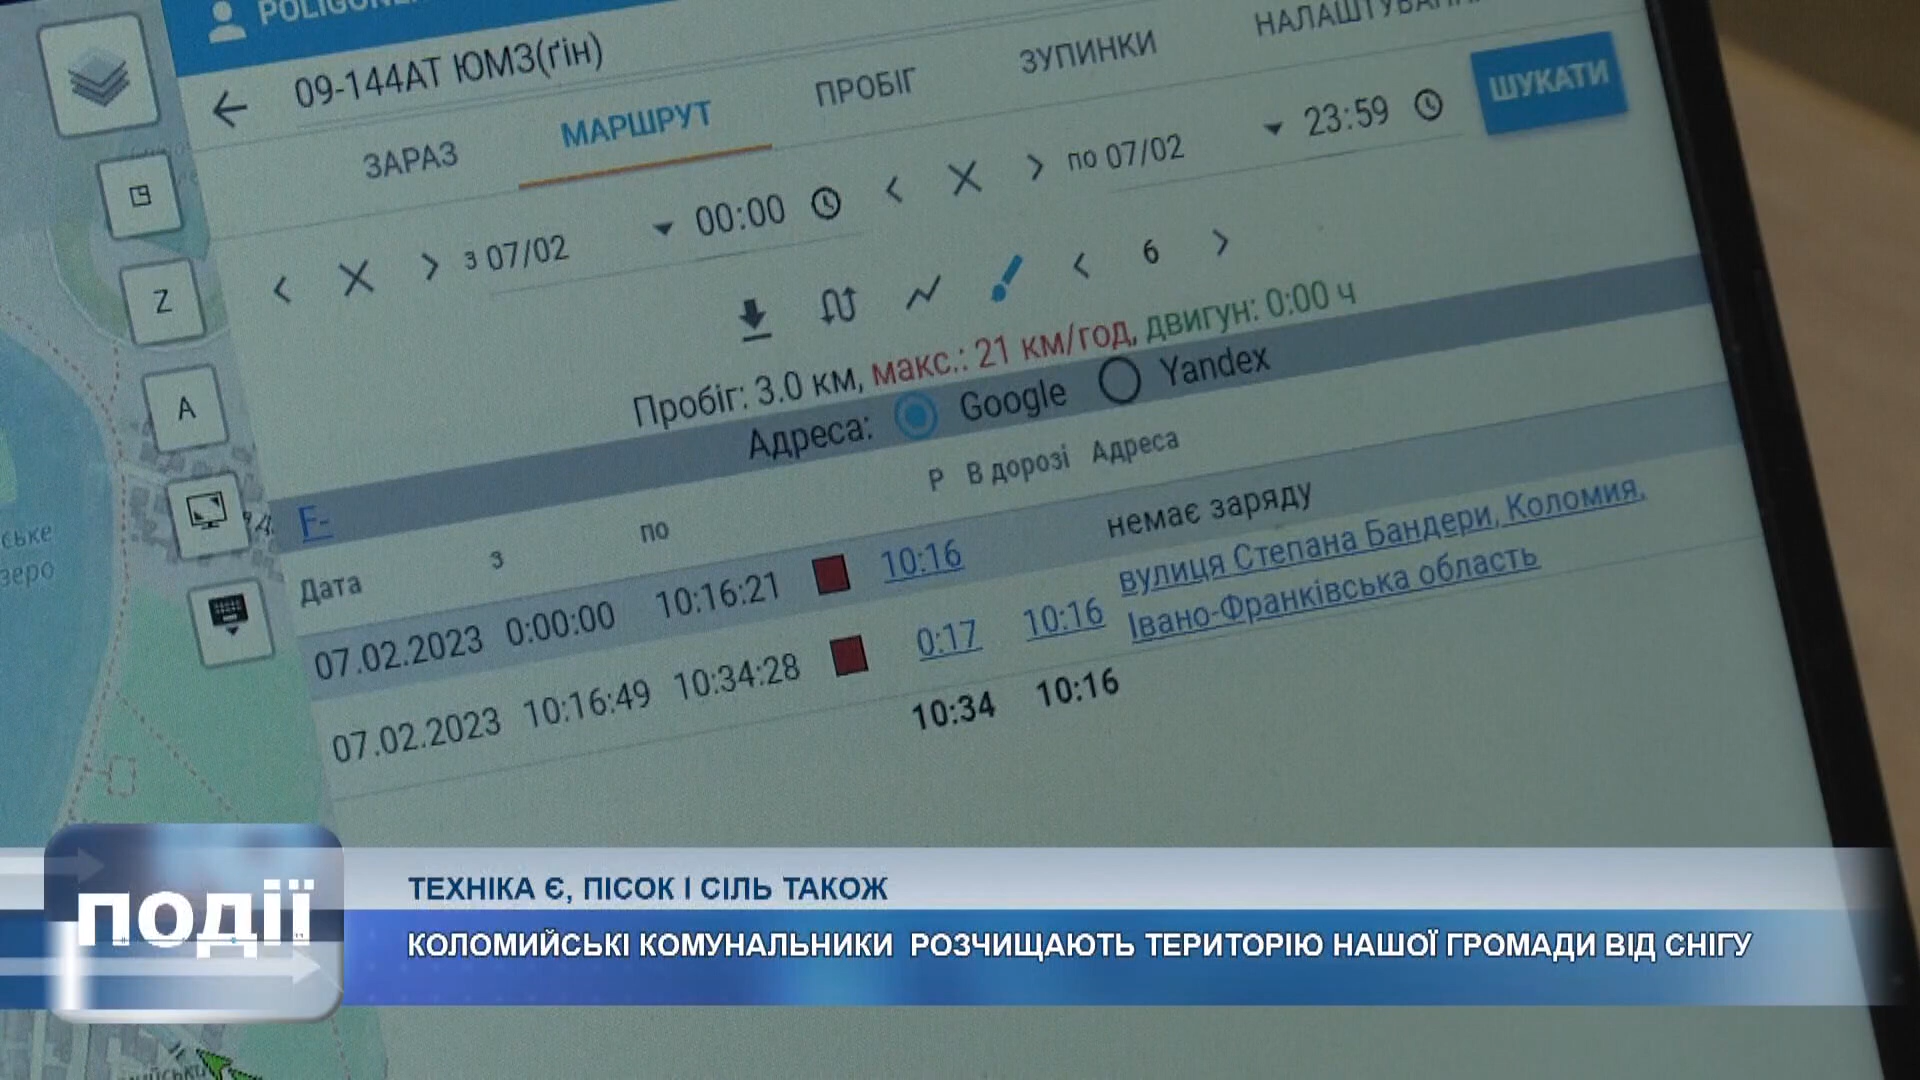 09-144АТ ЮМЗ(ґін)
ЗАРАЗ МАРШРУТ ПРОБІГ ЗУПИНКИ
з 07/02 00:00 по 07/02 23:59 ШУКАТИ
6
Пробіг: 3.0 км, макс.: 21 км/год, двигун: 0:00 ч
Адреса: Google Yandex
F-
Дата з по Р В дорозі Адреса
07.02.2023 0:00:00 10:16:21 10:16 немає заряду
07.02.2023 10:16:49 10:34:28 0:17 10:16 вулиця Степана Бандери, Коломия,
Івано-Франківська область
10:34 10:16
Z
A
події
ТЕХНІКА Є, ПІСОК І СІЛЬ ТАКОЖ
КОЛОМИЙСЬКІ КОМУНАЛЬНИКИ РОЗЧИЩАЮТЬ ТЕРИТОРІЮ НАШОЇ ГРОМАДИ ВІД СНІГУ